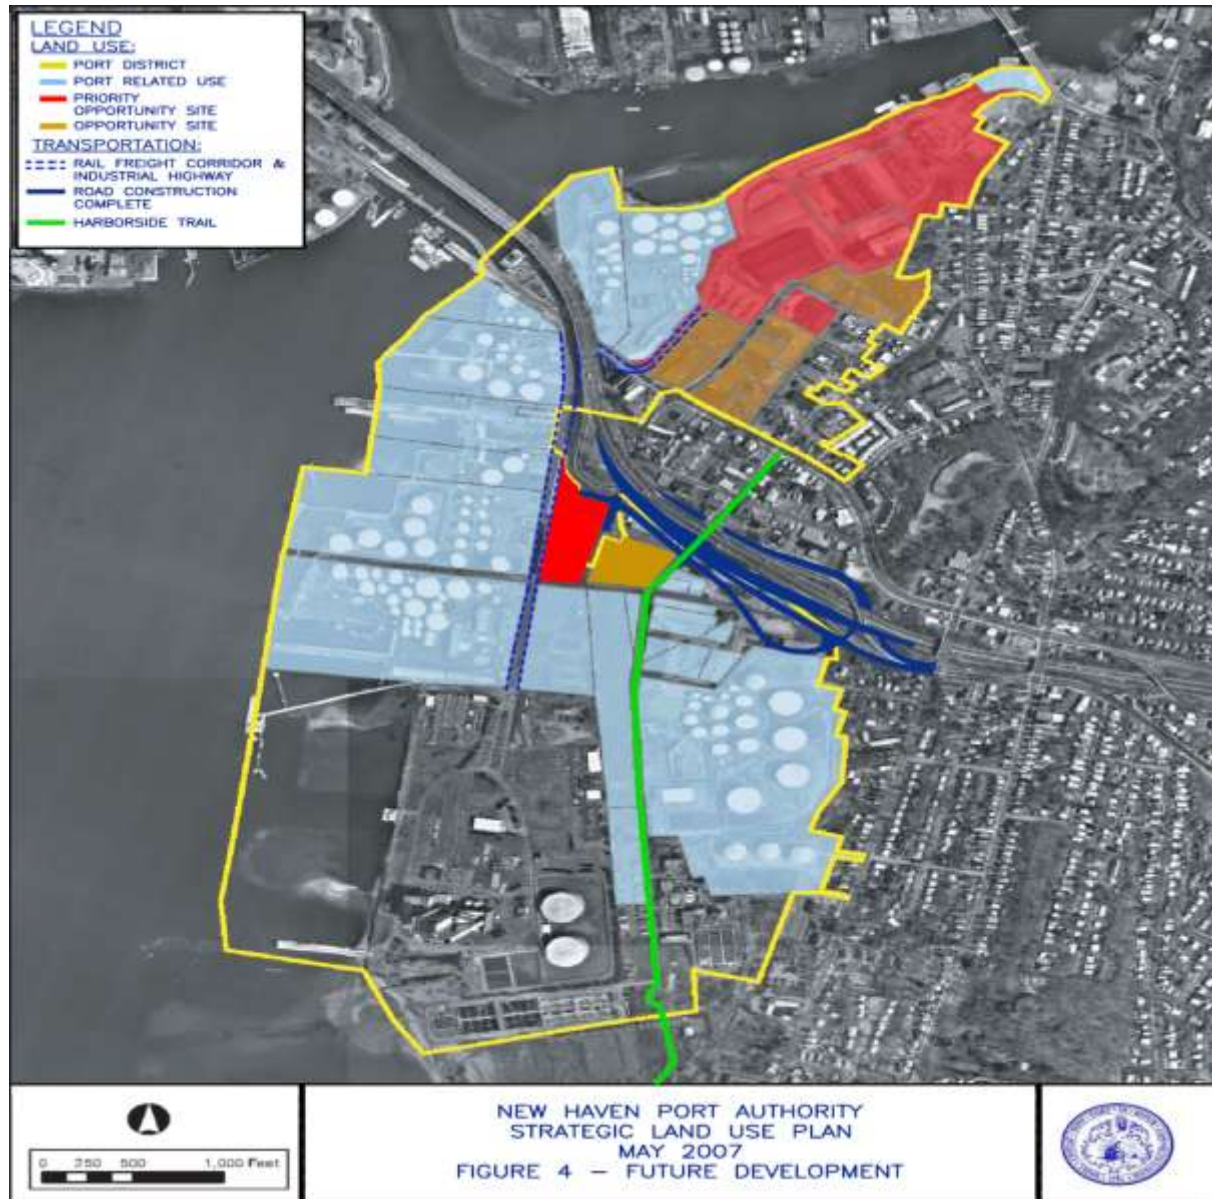 LEGEND
LAND USE:
PORT DISTRICT
PORT RELATED USE
PRIORITY
OPPORTUNITY SITE
OPPORTUNITY SITE
TRANSPORTATION:
RAIL FREIGHT CORRIDOR &
INDUSTRIAL HIGHWAY
ROAD CONSTRUCTION
COMPLETE
HARBORSIDE TRAIL
0 250 500 1,000 Feet
NEW HAVEN PORT AUTHORITY
STRATEGIC LAND USE PLAN
MAY 2007
FIGURE 4 – FUTURE DEVELOPMENT